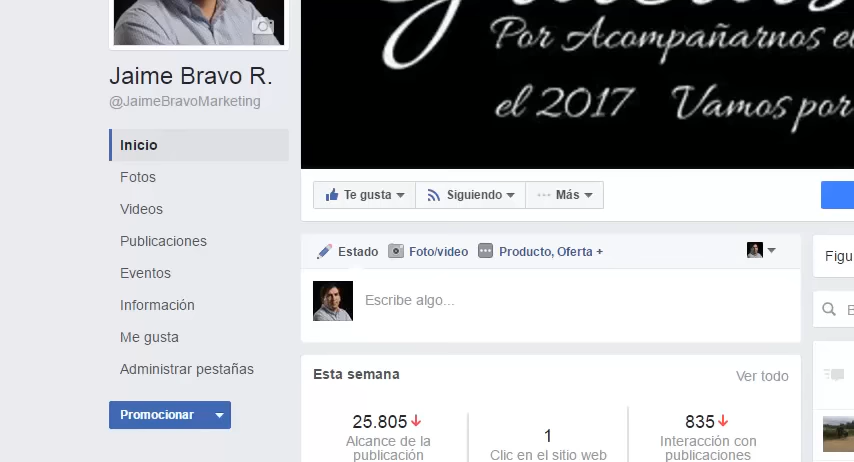 Gracias
Por Acompañarnos e
el 2017 Vamos por
Jaime Bravo R.
@JaimeBravoMarketing
Inicio
Fotos
Videos
Publicaciones
Eventos
Información
Me gusta
Administrar pestañas
Promocionar
Te gusta
Siguiendo
Más
Estado
Foto/video
Producto, Oferta +
Escribe algo...
Esta semana
Ver todo
25.805
Alcance de la
publicación
1
Clic en el sitio web
835
Interacción con
publicaciones
Figu